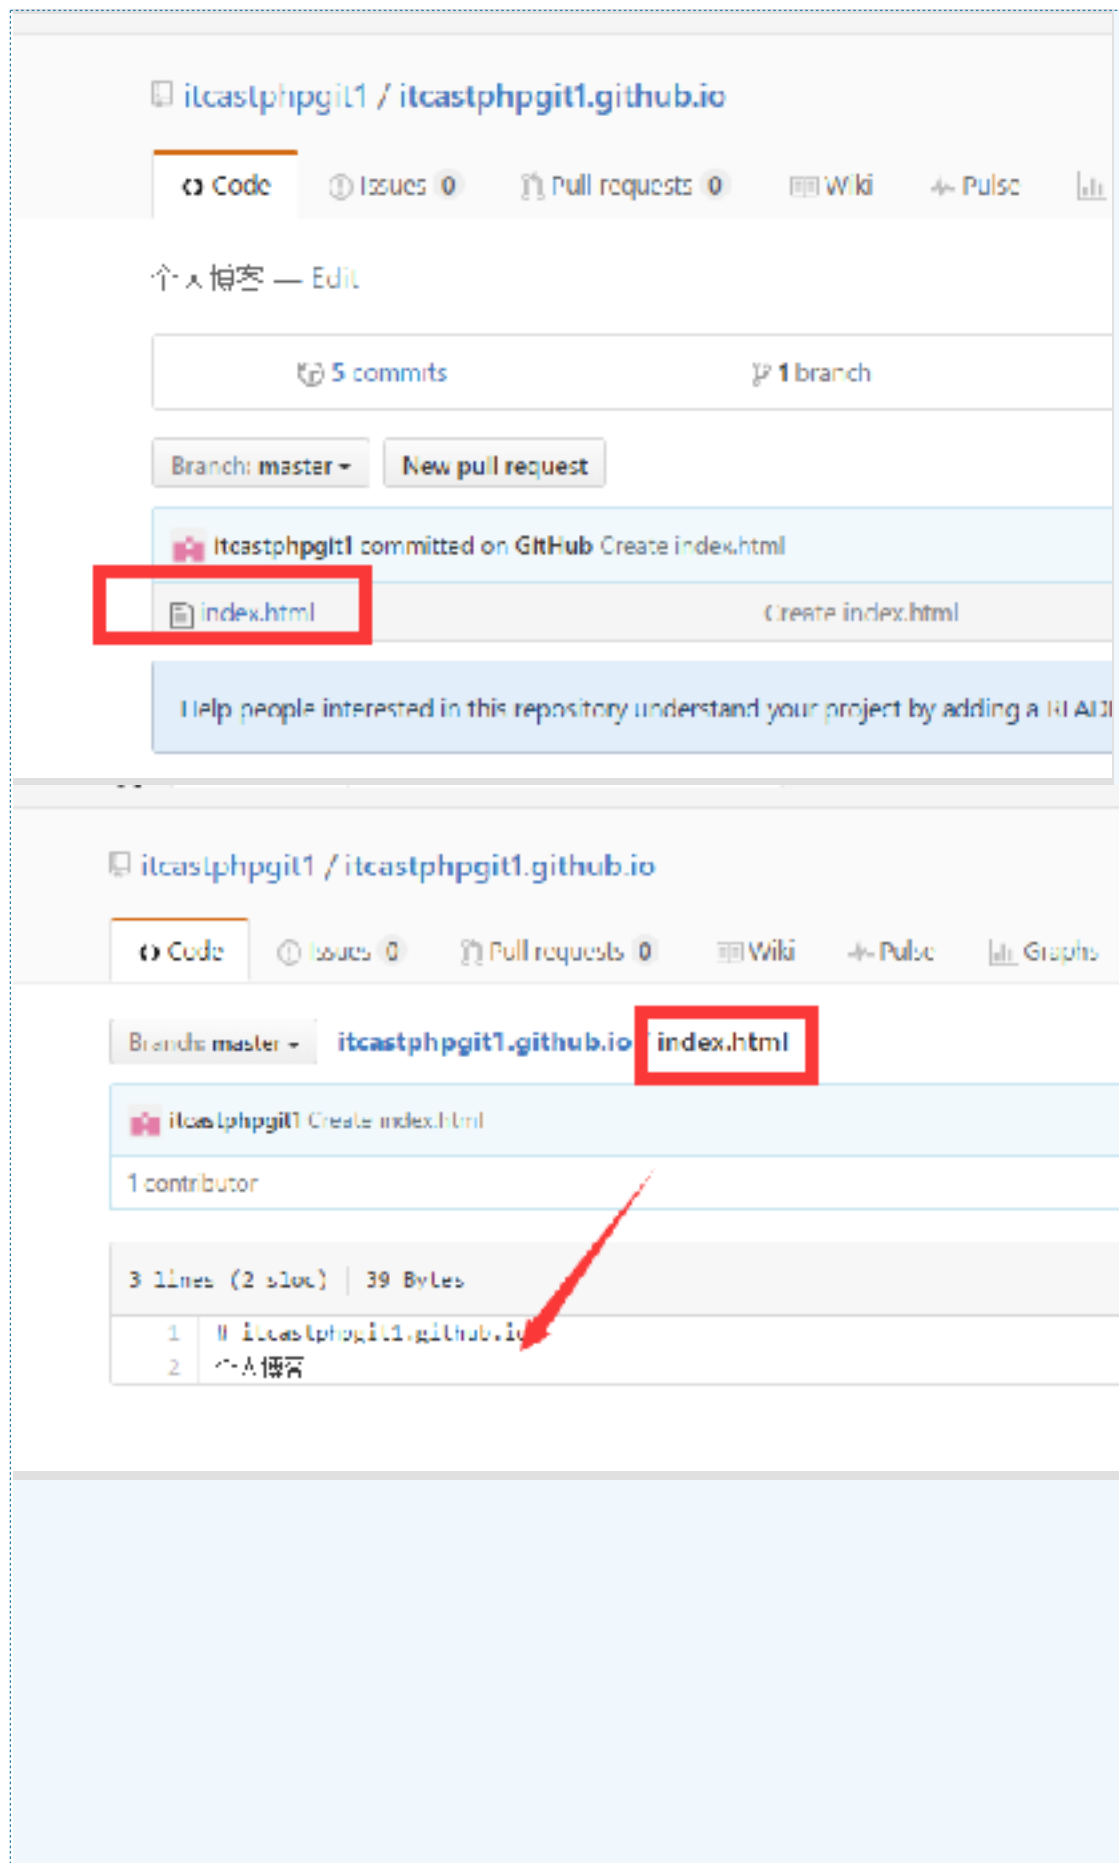 itcastphpgit1 / itcastphpgit1.github.io
Code Issues 0 Pull requests 0 Wiki Pulse
个人博客 — Edit
5 commits 1 branch
Branch: master New pull request
itcastphpgit1 committed on GitHub Create index.html
index.html Create index.html
Help people interested in this repository understand your project by adding a
itcastphpgit1 / itcastphpgit1.github.io
Code Issues 0 Pull requests 0 Wiki Pulse Graphs
Branch: master itcastphpgit1.github.io / index.html
itcastphpgit1 Create index.html
1 contributor
3 lines (2 sloc) 39 Bytes
1 # itcastphpgit1.github.io
2 个人博客